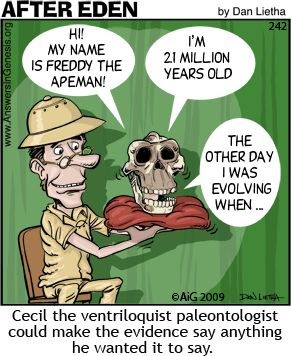 AFTER EDEN
by Dan Lietha
242
www.AnswersInGenesis.org
HI!
MY NAME
IS FREDDY THE
APEMAN!
I'M
2.1 MILLION
YEARS OLD
THE
OTHER DAY
I WAS
EVOLVING
WHEN ...
©AiG 2009
DAN LIETHA
Cecil the ventriloquist paleontologist
could make the evidence say anything
he wanted it to say.